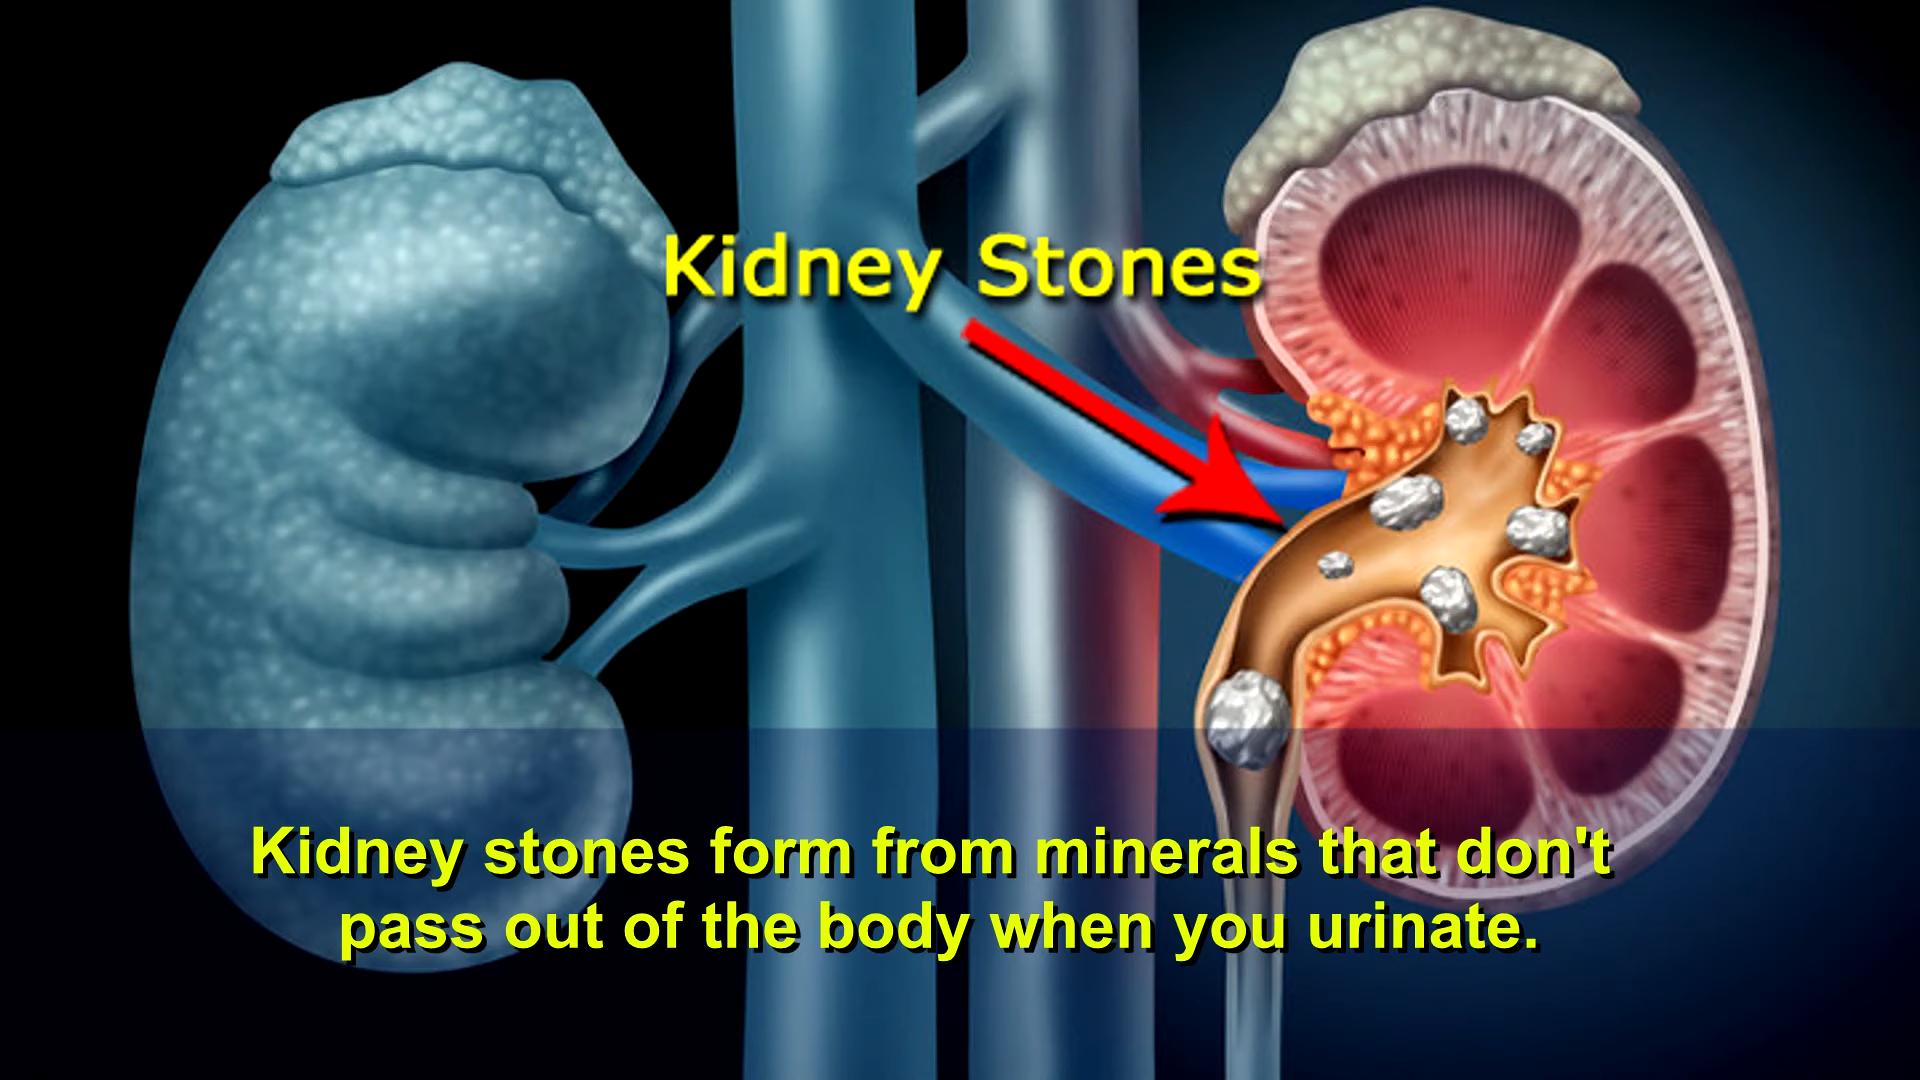 Kidney Stones
Kidney stones form from minerals that don't
pass out of the body when you urinate.